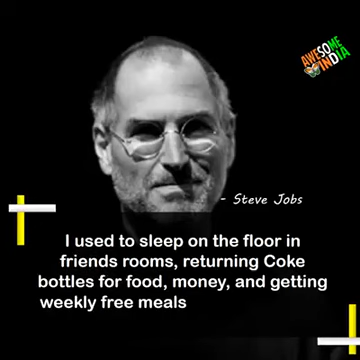 AWESOME
INDIA
- Steve Jobs
I used to sleep on the floor in
friends rooms, returning Coke
bottles for food, money, and getting
weekly free meals